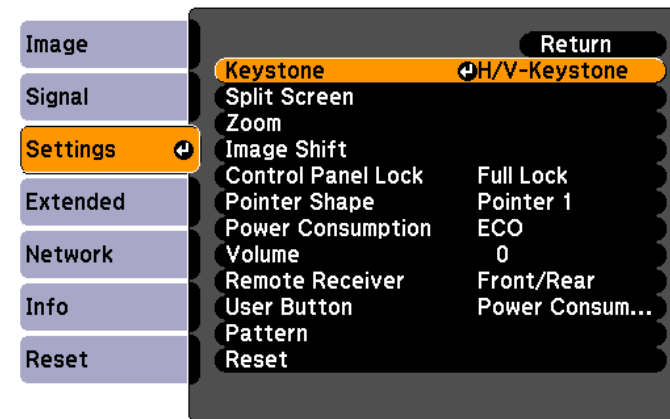 Image
Signal
Settings
Extended
Network
Info
Reset
Return
Keystone H/V-Keystone
Split Screen
Zoom
Image Shift
Control Panel Lock Full Lock
Pointer Shape Pointer 1
Power Consumption ECO
Volume 0
Remote Receiver Front/Rear
User Button Power Consum...
Pattern
Reset